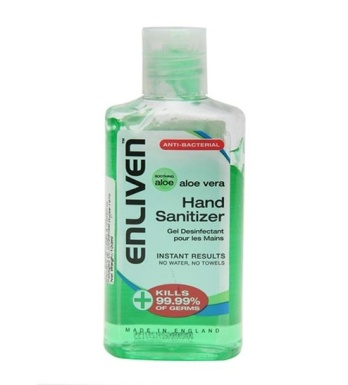 ENLIVEN™
ANTI-BACTERIAL
SOOTHING
aloe
aloe vera
Hand
Sanitizer
Gel Desinfectant
pour les Mains
INSTANT RESULTS
NO WATER, NO TOWELS
KILLS
99.99%
OF GERMS
MADE IN ENGLAND